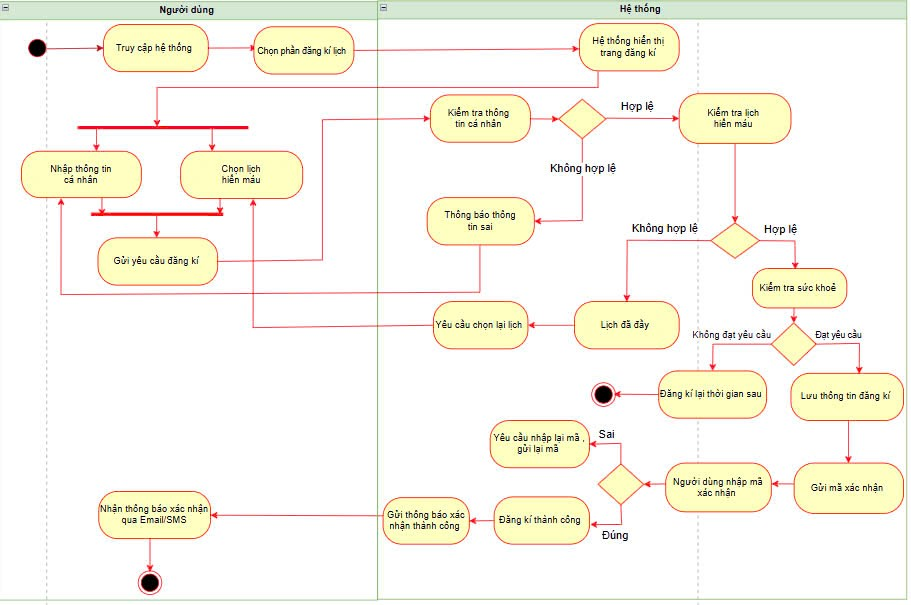 Người dùng
Hệ thống
Truy cập hệ thống
Chọn phần đăng kí lịch
Hệ thống hiển thị
trang đăng kí
Kiểm tra thông
tin cá nhân
Hợp lệ
Kiểm tra lịch
hiến máu
Không hợp lệ
Nhập thông tin
cá nhân
Chọn lịch
hiến máu
Thông báo thông
tin sai
Không hợp lệ
Hợp lệ
Gửi yêu cầu đăng kí
Kiểm tra sức khoẻ
Yêu cầu chọn lại lịch
Lịch đã đầy
Không đạt yêu cầu
Đạt yêu cầu
Đăng kí lại thời gian sau
Lưu thông tin đăng kí
Yêu cầu nhập lại mã ,
gửi lại mã
Sai
Người dùng nhập mã
xác nhận
Gửi mã xác nhận
Nhận thông báo xác nhận
qua Email/SMS
Gửi thông báo xác
nhận thành công
Đăng kí thành công
Đúng